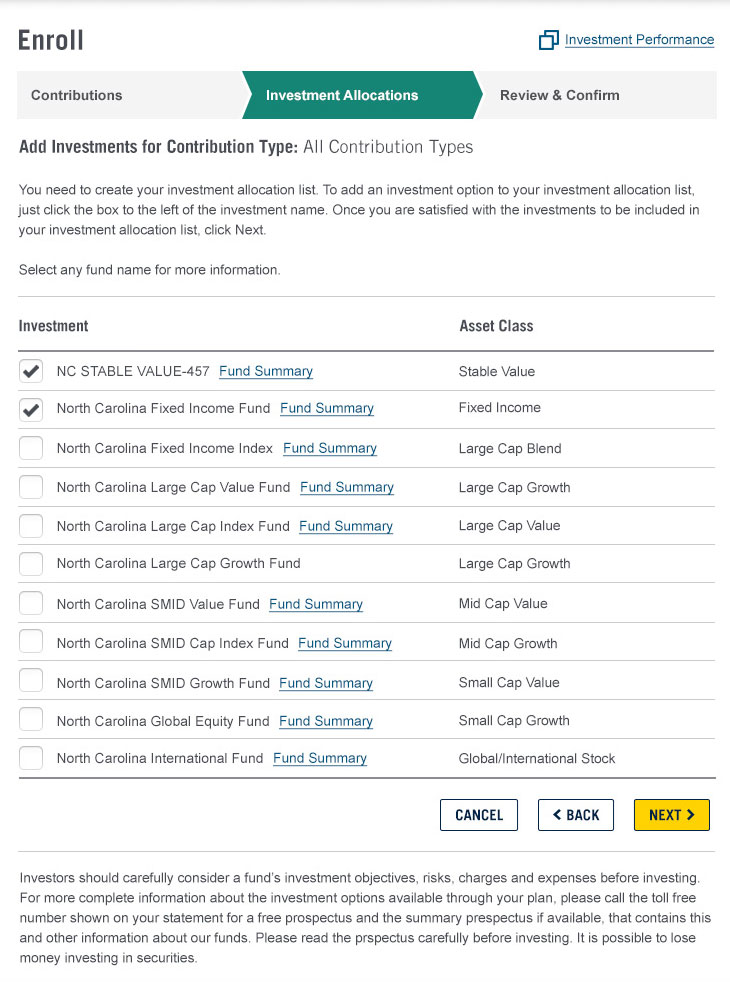 Enroll
Investment Performance
Contributions
Investment Allocations
Review & Confirm
Add Investments for Contribution Type: All Contribution Types
You need to create your investment allocation list. To add an investment option to your investment allocation list,
just click the box to the left of the investment name. Once you are satisfied with the investments to be included in
your investment allocation list, click Next.
Select any fund name for more information.
Investment Asset Class
NC STABLE VALUE-457 Fund Summary Stable Value
North Carolina Fixed Income Fund Fund Summary Fixed Income
North Carolina Fixed Income Index Fund Summary Large Cap Blend
North Carolina Large Cap Value Fund Fund Summary Large Cap Growth
North Carolina Large Cap Index Fund Fund Summary Large Cap Value
North Carolina Large Cap Growth Fund Large Cap Growth
North Carolina SMID Value Fund Fund Summary Mid Cap Value
North Carolina SMID Cap Index Fund Fund Summary Mid Cap Growth
North Carolina SMID Growth Fund Fund Summary Small Cap Value
North Carolina Global Equity Fund Fund Summary Small Cap Growth
North Carolina International Fund Fund Summary Global/International Stock
CANCEL < BACK NEXT >
Investors should carefully consider a fund's investment objectives, risks, charges and expenses before investing.
For more complete information about the investment options available through your plan, please call the toll free
number shown on your statement for a free prospectus and the summary prespectus if available, that contains this
and other information about our funds. Please read the prspectus carefully before investing. It is possible to lose
money investing in securities.